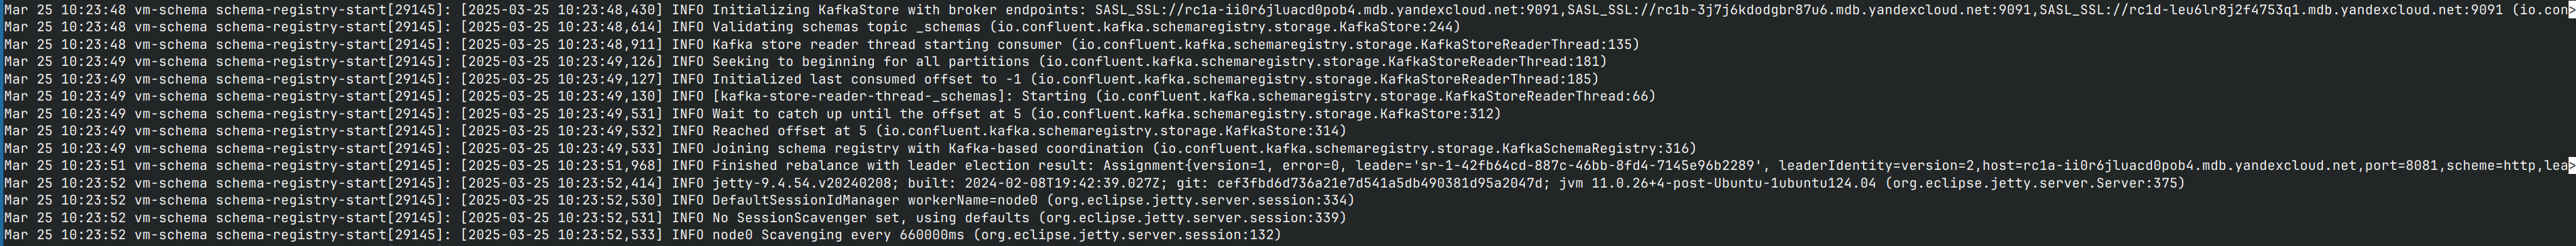 Mar 25 10:23:48 vm-schema schema-registry-start[29145]: [2025-03-25 10:23:48,430] INFO Initializing KafkaStore with broker endpoints: SASL_SSL://rc1a-ii0r6jluacd0pob4.mdb.yandexcloud.net:9091,SASL_SSL://rc1b-3j7j6kdodgbr87u6.mdb.yandexcloud.net:9091,SASL_SSL://rc1d-leu6lr8j2f4753q1.mdb.yandexcloud.net:9091 (io.con>
Mar 25 10:23:48 vm-schema schema-registry-start[29145]: [2025-03-25 10:23:48,614] INFO Validating schemas topic _schemas (io.confluent.kafka.schemaregistry.storage.KafkaStore:244)
Mar 25 10:23:48 vm-schema schema-registry-start[29145]: [2025-03-25 10:23:48,911] INFO Kafka store reader thread starting consumer (io.confluent.kafka.schemaregistry.storage.KafkaStoreReaderThread:135)
Mar 25 10:23:49 vm-schema schema-registry-start[29145]: [2025-03-25 10:23:49,126] INFO Seeking to beginning for all partitions (io.confluent.kafka.schemaregistry.storage.KafkaStoreReaderThread:181)
Mar 25 10:23:49 vm-schema schema-registry-start[29145]: [2025-03-25 10:23:49,127] INFO Initialized last consumed offset to -1 (io.confluent.kafka.schemaregistry.storage.KafkaStoreReaderThread:185)
Mar 25 10:23:49 vm-schema schema-registry-start[29145]: [2025-03-25 10:23:49,130] INFO [kafka-store-reader-thread-_schemas]: Starting (io.confluent.kafka.schemaregistry.storage.KafkaStoreReaderThread:66)
Mar 25 10:23:49 vm-schema schema-registry-start[29145]: [2025-03-25 10:23:49,531] INFO Wait to catch up until the offset at 5 (io.confluent.kafka.schemaregistry.storage.KafkaStore:312)
Mar 25 10:23:49 vm-schema schema-registry-start[29145]: [2025-03-25 10:23:49,532] INFO Reached offset at 5 (io.confluent.kafka.schemaregistry.storage.KafkaStore:314)
Mar 25 10:23:49 vm-schema schema-registry-start[29145]: [2025-03-25 10:23:49,533] INFO Joining schema registry with Kafka-based coordination (io.confluent.kafka.schemaregistry.storage.KafkaSchemaRegistry:316)
Mar 25 10:23:51 vm-schema schema-registry-start[29145]: [2025-03-25 10:23:51,968] INFO Finished rebalance with leader election result: Assignment{version=1, error=0, leader='sr-1-42fb64cd-887c-46bb-8fd4-7145e96b2289', leaderIdentity=version=2,host=rc1a-ii0r6jluacd0pob4.mdb.yandexcloud.net,port=8081,scheme=http,lea>
Mar 25 10:23:52 vm-schema schema-registry-start[29145]: [2025-03-25 10:23:52,414] INFO jetty-9.4.54.v20240208; built: 2024-02-08T19:42:39.027Z; git: cef3fbd6d736a21e7d541a5db490381d95a2047d; jvm 11.0.26+4-post-Ubuntu-1ubuntu124.04 (org.eclipse.jetty.server.Server:375)
Mar 25 10:23:52 vm-schema schema-registry-start[29145]: [2025-03-25 10:23:52,530] INFO DefaultSessionIdManager workerName=node0 (org.eclipse.jetty.server.session:334)
Mar 25 10:23:52 vm-schema schema-registry-start[29145]: [2025-03-25 10:23:52,531] INFO No SessionScavenger set, using defaults (org.eclipse.jetty.server.session:339)
Mar 25 10:23:52 vm-schema schema-registry-start[29145]: [2025-03-25 10:23:52,533] INFO node0 Scavenging every 660000ms (org.eclipse.jetty.server.session:132)